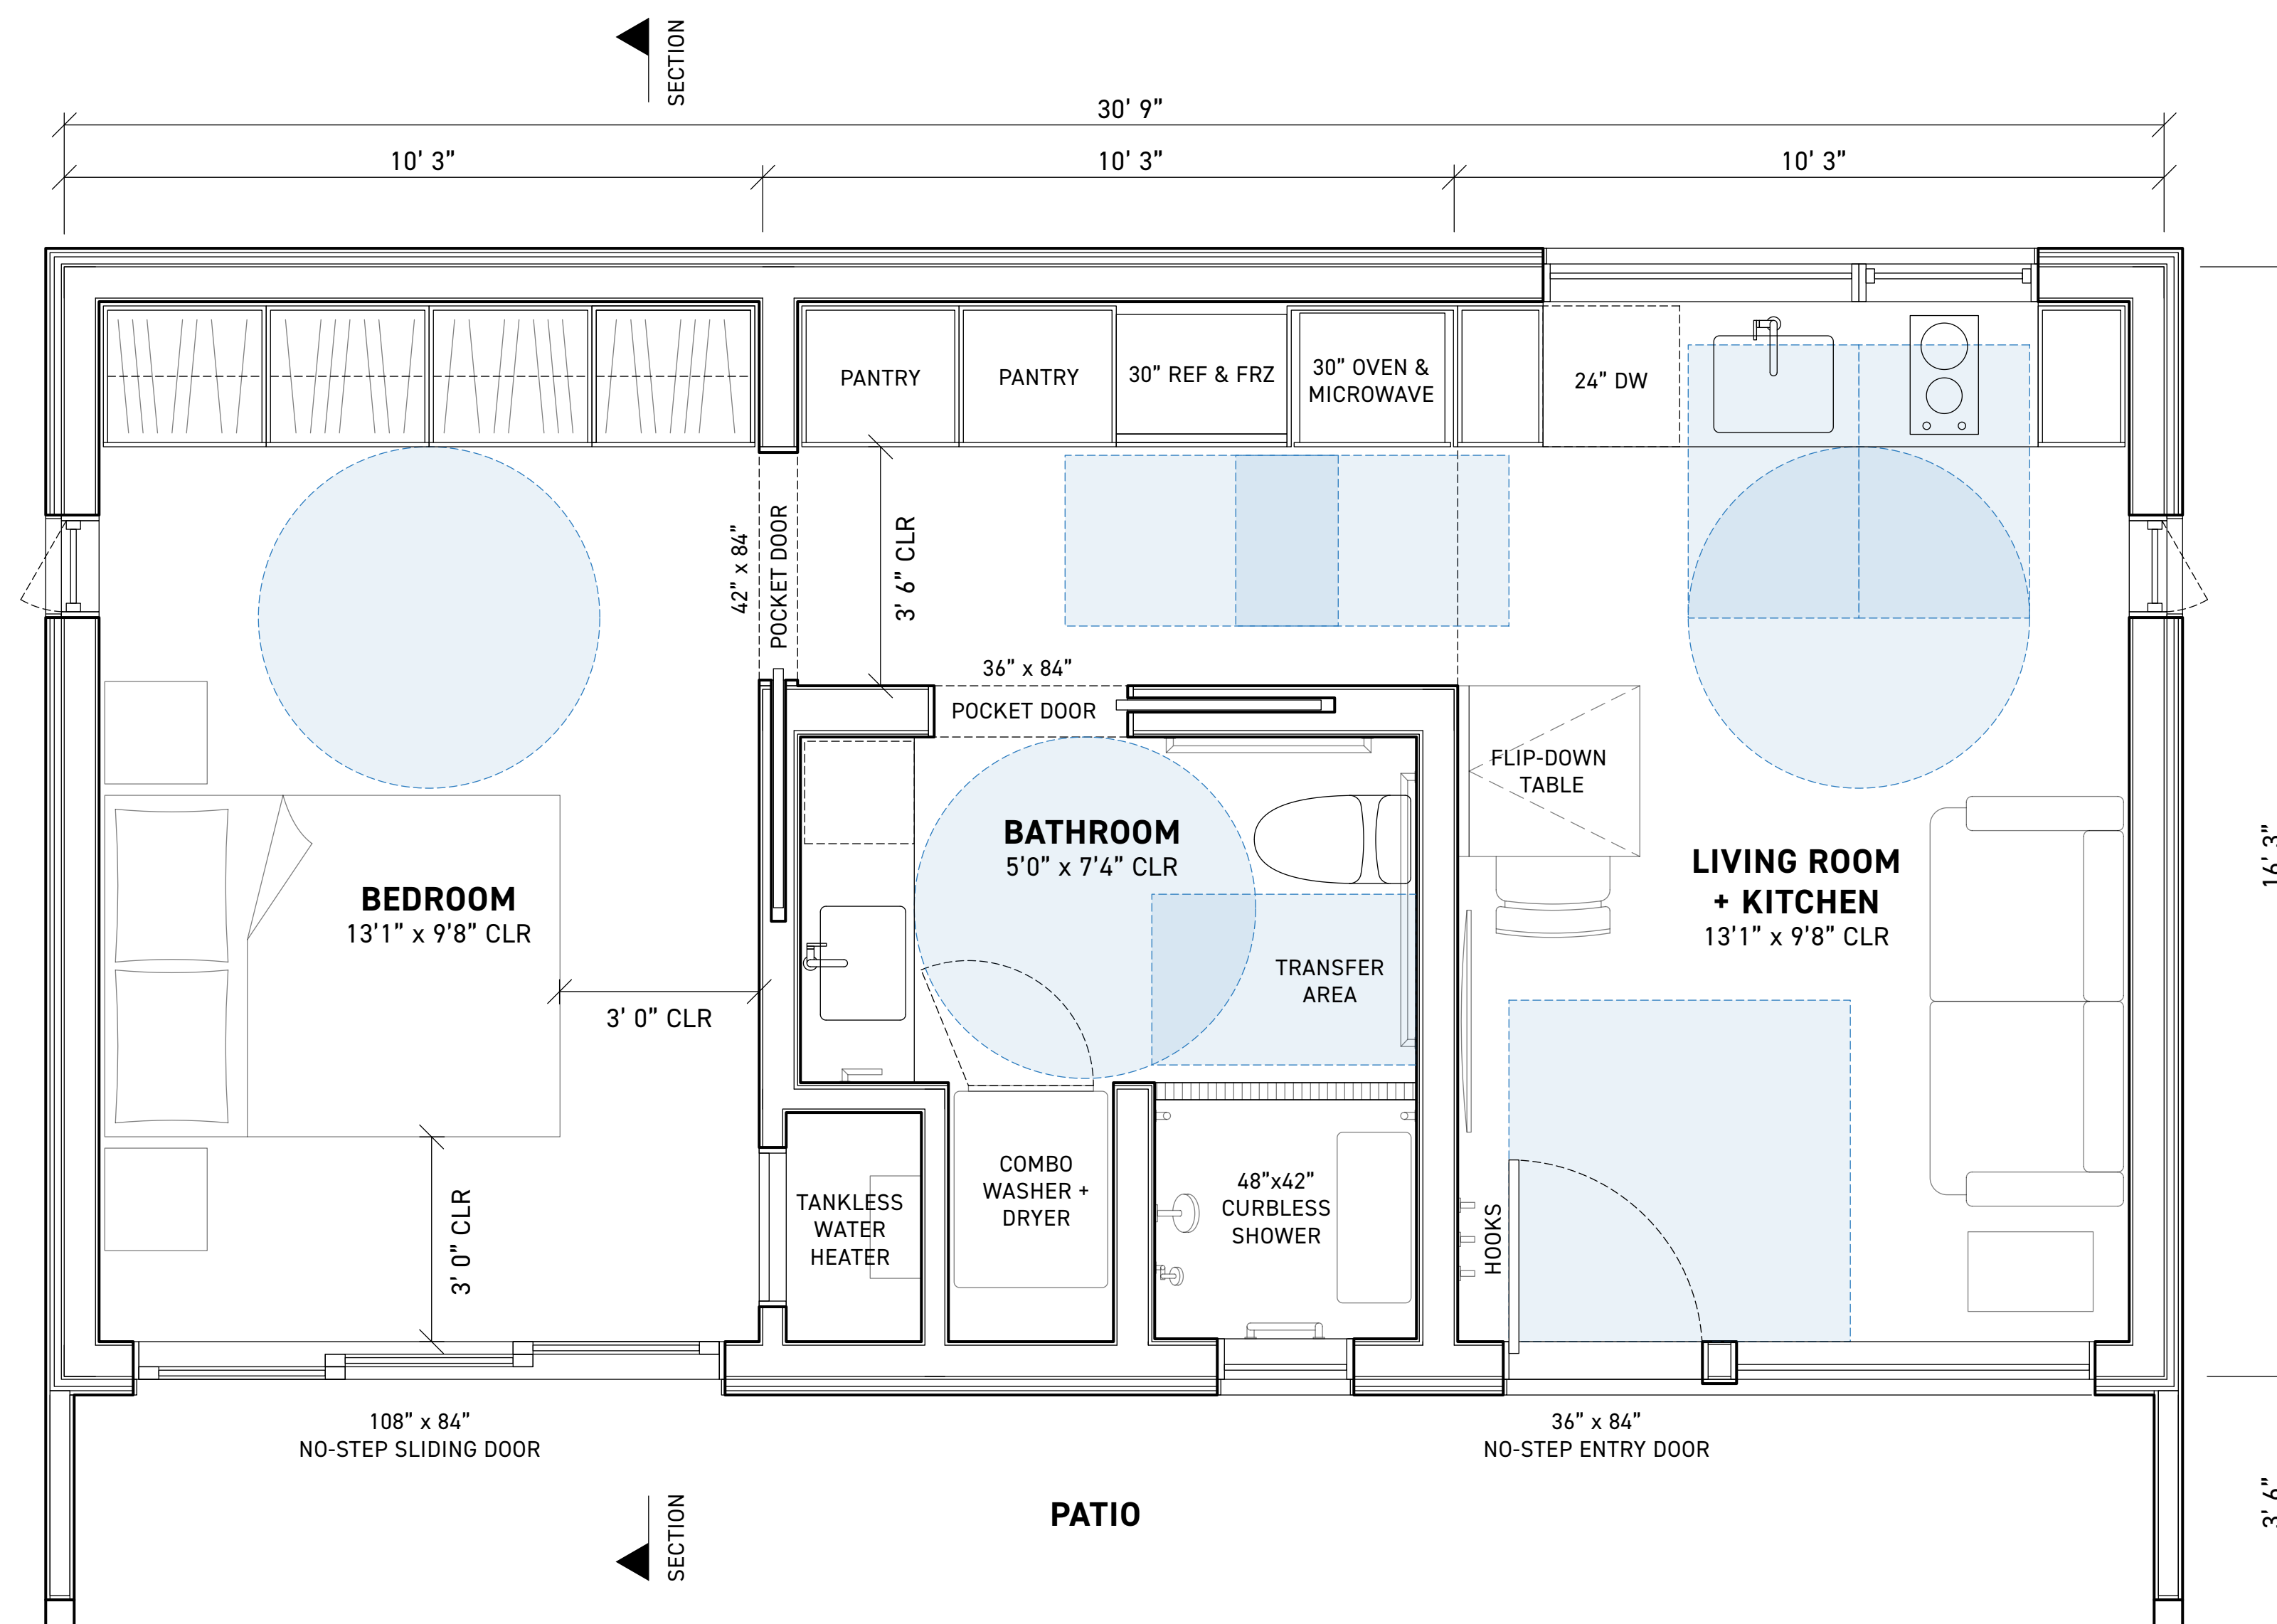 SECTION
30’ 9”
10’ 3”
10’ 3”
10’ 3”
PANTRY
PANTRY
30” REF & FRZ
30” OVEN &
MICROWAVE
24” DW
42” x 84”
POCKET DOOR
3’ 6” CLR
36” x 84”
POCKET DOOR
FLIP-DOWN
TABLE
BATHROOM
5’0” x 7’4” CLR
LIVING ROOM
+ KITCHEN
13’1” x 9’8” CLR
16’ 3”
BEDROOM
13’1” x 9’8” CLR
TRANSFER
AREA
3’ 0” CLR
COMBO
WASHER +
DRYER
48”x42”
CURBLESS
SHOWER
TANKLESS
WATER
HEATER
3’ 0” CLR
HOOKS
108” x 84”
NO-STEP SLIDING DOOR
36” x 84”
NO-STEP ENTRY DOOR
3’ 6”
PATIO
SECTION